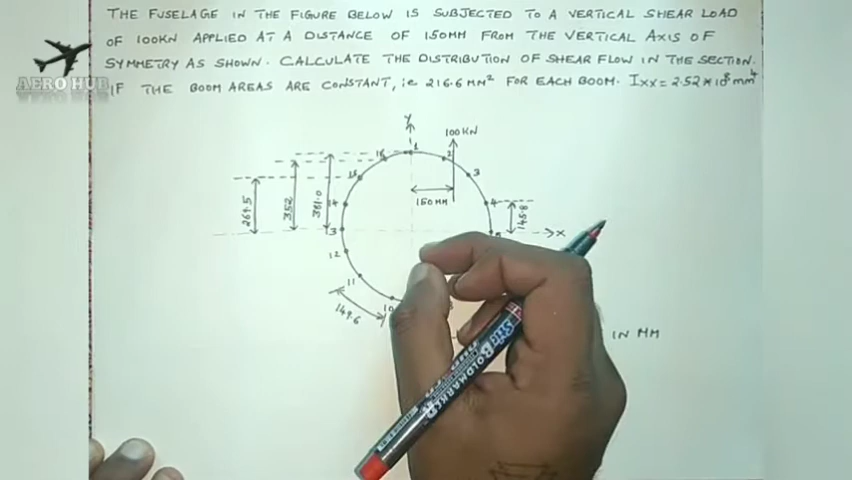 THE FUSELAGE IN THE FIGURE BELOW IS SUBJECTED TO A VERTICAL SHEAR LOAD
OF 100KN APPLIED AT A DISTANCE OF 150MM FROM THE VERTICAL AXIS OF
SYMMETRY AS SHOWN. CALCULATE THE DISTRIBUTION OF SHEAR FLOW IN THE SECTION.
IF THE BOOM AREAS ARE CONSTANT, ie 216.6 MM² FOR EACH BOOM. Ixx = 2.52*10⁸ mm⁴
AERO HUB
Y
100KN
16 1 2
15 3
14 4
150MM
269.5 352 381.0 145.8
3 5 X
12
11
10
149.6
IN MM
BOLDMARKER